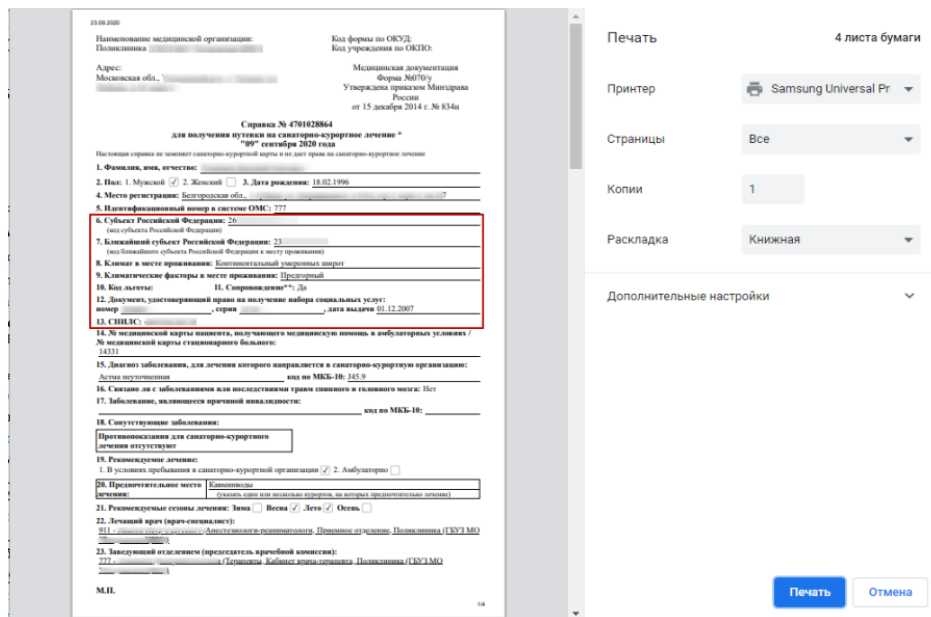 23.09.2020
Наименование медицинской организации:
Поликлиника
Код формы по ОКУД:
Код учреждения по ОКПО:
Адрес:
Московская обл.,
Медицинская документация
Форма №070/у
Утверждена приказом Минздрава
России
от 15 декабря 2014 г. № 834н
Справка № 4701028864
для получения путевки на санаторно-курортное лечение *
"09" сентября 2020 года
Настоящая справка не заменяет санаторно-курортной карты и не дает права на санаторно-курортное лечение
1. Фамилия, имя, отчество:
2. Пол: 1. Мужской ✓ 2. Женский 3. Дата рождения: 18.02.1996
4. Место регистрации: Белгородская обл.,
5. Идентификационный номер в системе ОМС: 777
6. Субъект Российской Федерации: 26
(код субъекта Российской Федерации)
7. Ближайший субъект Российской Федерации: 23
(код ближайшего субъекта Российской Федерации к месту проживания)
8. Климат в месте проживания: Континентальный умеренных широт
9. Климатические факторы в месте проживания: Предгорный
10. Код льготы: 11. Сопровождение**: Да
12. Документ, удостоверяющий право на получение набора социальных услуг:
номер , серия , дата выдачи 01.12.2007
13. СНИЛС:
14. № медицинской карты пациента, получающего медицинскую помощь в амбулаторных условиях /
№ медицинской карты стационарного больного:
14331
15. Диагноз заболевания, для лечения которого направляется в санаторно-курортную организацию:
Астма неуточненная код по МКБ-10: J45.9
16. Связано ли с заболеваниями или последствиями травм спинного и головного мозга: Нет
17. Заболевание, являющееся причиной инвалидности:
код по МКБ-10:
18. Сопутствующие заболевания:
Противопоказания для санаторно-курортного
лечения отсутствуют
19. Рекомендуемое лечение:
1. В условиях пребывания в санаторно-курортной организации ✓ 2. Амбулаторно
20. Предпочтительное место лечения: Кавминводы
(указать один или несколько курортов, на которых предпочтительно лечение)
21. Рекомендуемые сезоны лечения: Зима Весна ✓ Лето ✓ Осень
22. Лечащий врач (врач-специалист):
911 - (Анестезиологи-реаниматологи, Приемное отделение, Поликлиника (ГБУЗ МО
23. Заведующий отделением (председатель врачебной комиссии):
777 - (Терапевты, Кабинет врача-терапевта, Поликлиника (ГБУЗ МО
М.П.
1/4
Печать 4 листа бумаги
Принтер Samsung Universal Pr
Страницы Все
Копии 1
Раскладка Книжная
Дополнительные настройки
Печать Отмена